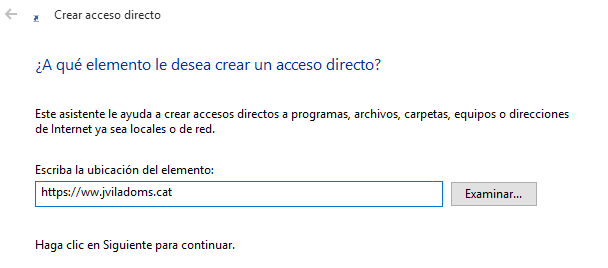 Crear acceso directo
¿A qué elemento le desea crear un acceso directo?
Este asistente le ayuda a crear accesos directos a programas, archivos, carpetas, equipos o direcciones
de Internet ya sea locales o de red.
Escriba la ubicación del elemento:
https://ww.jviladoms.cat
Examinar...
Haga clic en Siguiente para continuar.